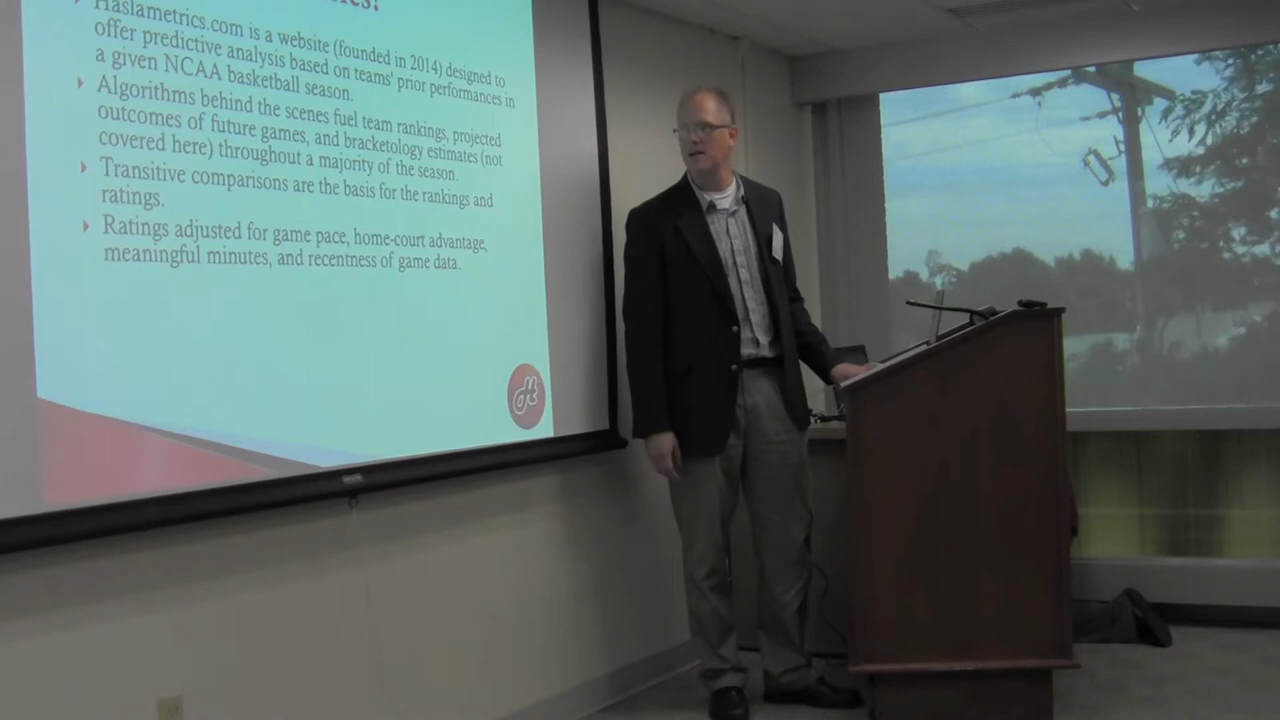 Haslametrics.com is a website (founded in 2014) designed to
offer predictive analysis based on teams' prior performances in
a given NCAA basketball season.
Algorithms behind the scenes fuel team rankings, projected
outcomes of future games, and bracketology estimates (not
covered here) throughout a majority of the season.
Transitive comparisons are the basis for the rankings and
ratings.
Ratings adjusted for game pace, home-court advantage,
meaningful minutes, and recentness of game data.